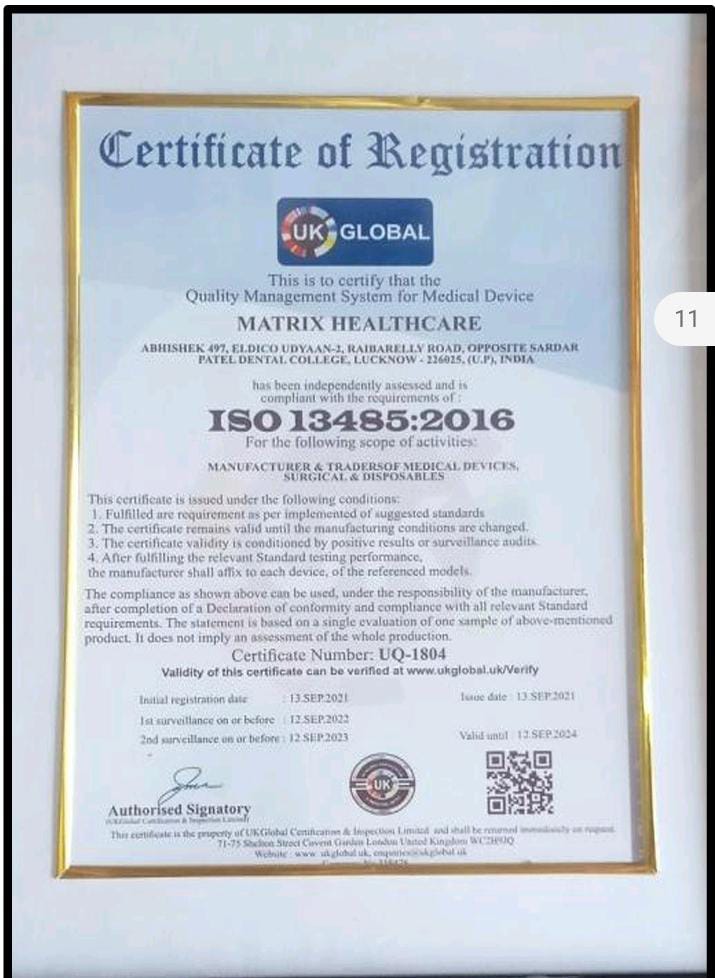 Certificate of Registration
UK GLOBAL
This is to certify that the
Quality Management System for Medical Device
MATRIX HEALTHCARE
ABHISHEK 497, ELDICO UDYAAN-2, RAIBARELLY ROAD, OPPOSITE SARDAR
PATEL DENTAL COLLEGE, LUCKNOW - 226025, (U.P), INDIA
has been independently assessed and is
compliant with the requirements of :
ISO 13485:2016
For the following scope of activities:
MANUFACTURER & TRADERSOF MEDICAL DEVICES,
SURGICAL & DISPOSABLES
This certificate is issued under the following conditions:
1. Fulfilled are requirement as per implemented of suggested standards
2. The certificate remains valid until the manufacturing conditions are changed.
3. The certificate validity is conditioned by positive results or surveillance audits.
4. After fulfilling the relevant Standard testing performance,
the manufacturer shall affix to each device, of the referenced models.
The compliance as shown above can be used, under the responsibility of the manufacturer,
after completion of a Declaration of conformity and compliance with all relevant Standard
requirements. The statement is based on a single evaluation of one sample of above-mentioned
product. It does not imply an assessment of the whole production.
Certificate Number: UQ-1804
Validity of this certificate can be verified at www.ukglobal.uk/Verify
Initial registration date : 13.SEP.2021 Issue date : 13.SEP.2021
1st surveillance on or before : 12.SEP.2022
2nd surveillance on or before : 12.SEP.2023 Valid until : 12.SEP.2024
UK
Authorised Signatory
(UKGlobal Certification & Inspection Limited)
This certificate is the property of UKGlobal Certification & Inspection Limited and shall be returned immediately on request.
71-75 Shelton Street Covent Garden London United Kingdom WC2H9JQ
Website : www. ukglobal.uk, enquiries@ukglobal.uk
11